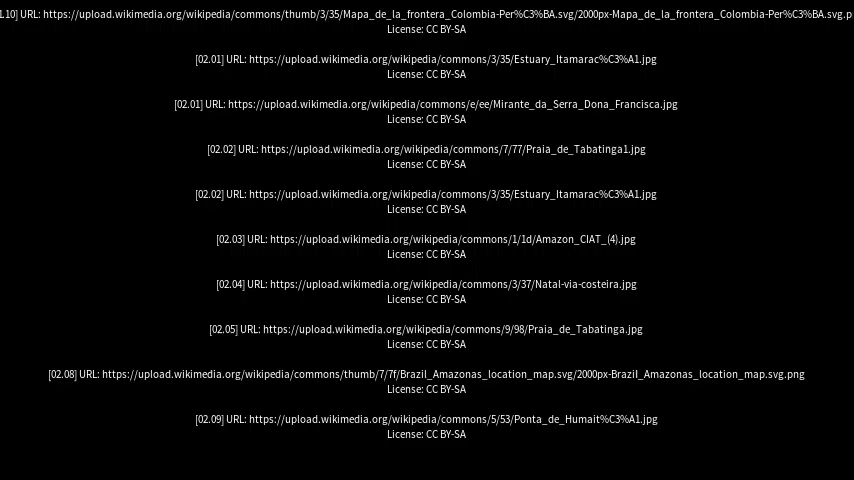 1.10] URL: https://upload.wikimedia.org/wikipedia/commons/thumb/3/35/Mapa_de_la_frontera_Colombia-Per%C3%BA.svg/2000px-Mapa_de_la_frontera_Colombia-Per%C3%BA.svg.p
License: CC BY-SA
[02.01] URL: https://upload.wikimedia.org/wikipedia/commons/3/35/Estuary_Itamarac%C3%A1.jpg
License: CC BY-SA
[02.01] URL: https://upload.wikimedia.org/wikipedia/commons/e/ee/Mirante_da_Serra_Dona_Francisca.jpg
License: CC BY-SA
[02.02] URL: https://upload.wikimedia.org/wikipedia/commons/7/77/Praia_de_Tabatinga1.jpg
License: CC BY-SA
[02.02] URL: https://upload.wikimedia.org/wikipedia/commons/3/35/Estuary_Itamarac%C3%A1.jpg
License: CC BY-SA
[02.03] URL: https://upload.wikimedia.org/wikipedia/commons/1/1d/Amazon_CIAT_(4).jpg
License: CC BY-SA
[02.04] URL: https://upload.wikimedia.org/wikipedia/commons/3/37/Natal-via-costeira.jpg
License: CC BY-SA
[02.05] URL: https://upload.wikimedia.org/wikipedia/commons/9/98/Praia_de_Tabatinga.jpg
License: CC BY-SA
[02.08] URL: https://upload.wikimedia.org/wikipedia/commons/thumb/7/7f/Brazil_Amazonas_location_map.svg/2000px-Brazil_Amazonas_location_map.svg.png
License: CC BY-SA
[02.09] URL: https://upload.wikimedia.org/wikipedia/commons/5/53/Ponta_de_Humait%C3%A1.jpg
License: CC BY-SA